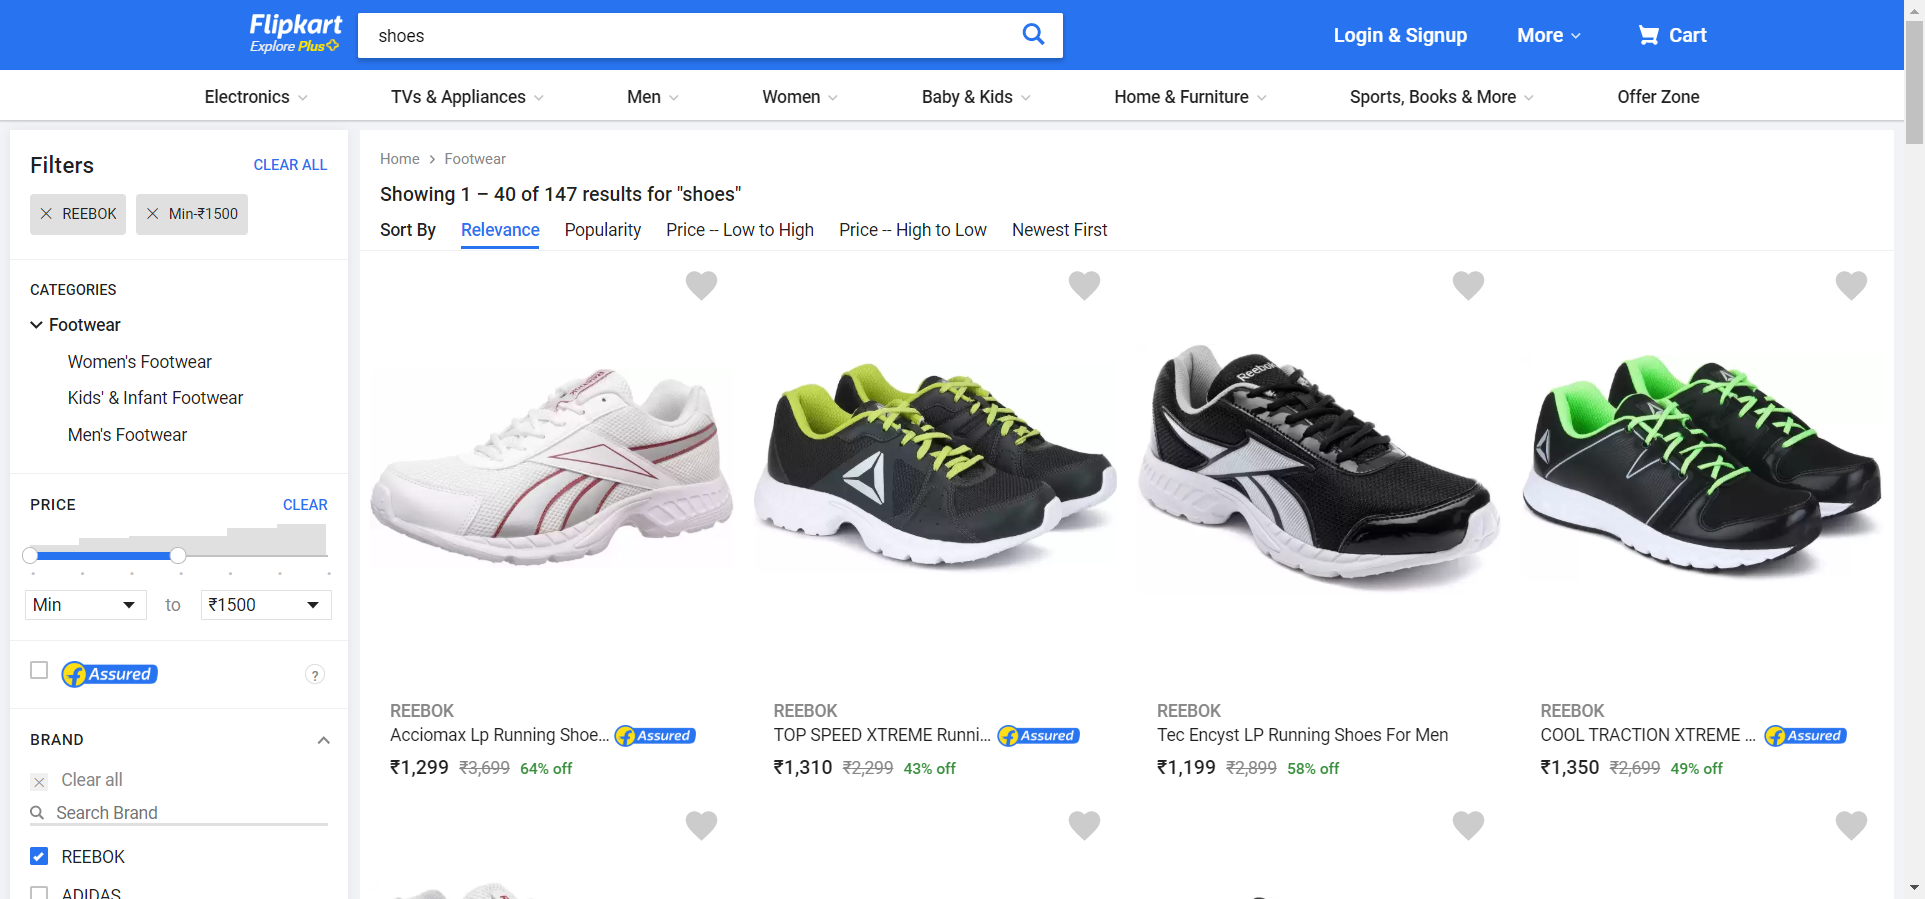 Flipkart
Explore Plus
shoes
Login & Signup
More
Cart
Electronics
TVs & Appliances
Men
Women
Baby & Kids
Home & Furniture
Sports, Books & More
Offer Zone
Filters
CLEAR ALL
REEBOK
Min-₹1500
CATEGORIES
Footwear
Women's Footwear
Kids' & Infant Footwear
Men's Footwear
PRICE
CLEAR
Min
to
₹1500
f Assured
?
BRAND
Clear all
Search Brand
REEBOK
ADIDAS
Home
Footwear
Showing 1 – 40 of 147 results for "shoes"
Sort By
Relevance
Popularity
Price -- Low to High
Price -- High to Low
Newest First
Reebok
REEBOK
Acciomax Lp Running Shoe...
f Assured
₹1,299 ₹3,699 64% off
REEBOK
TOP SPEED XTREME Runni...
f Assured
₹1,310 ₹2,299 43% off
REEBOK
Tec Encyst LP Running Shoes For Men
₹1,199 ₹2,899 58% off
REEBOK
COOL TRACTION XTREME ...
f Assured
₹1,350 ₹2,699 49% off